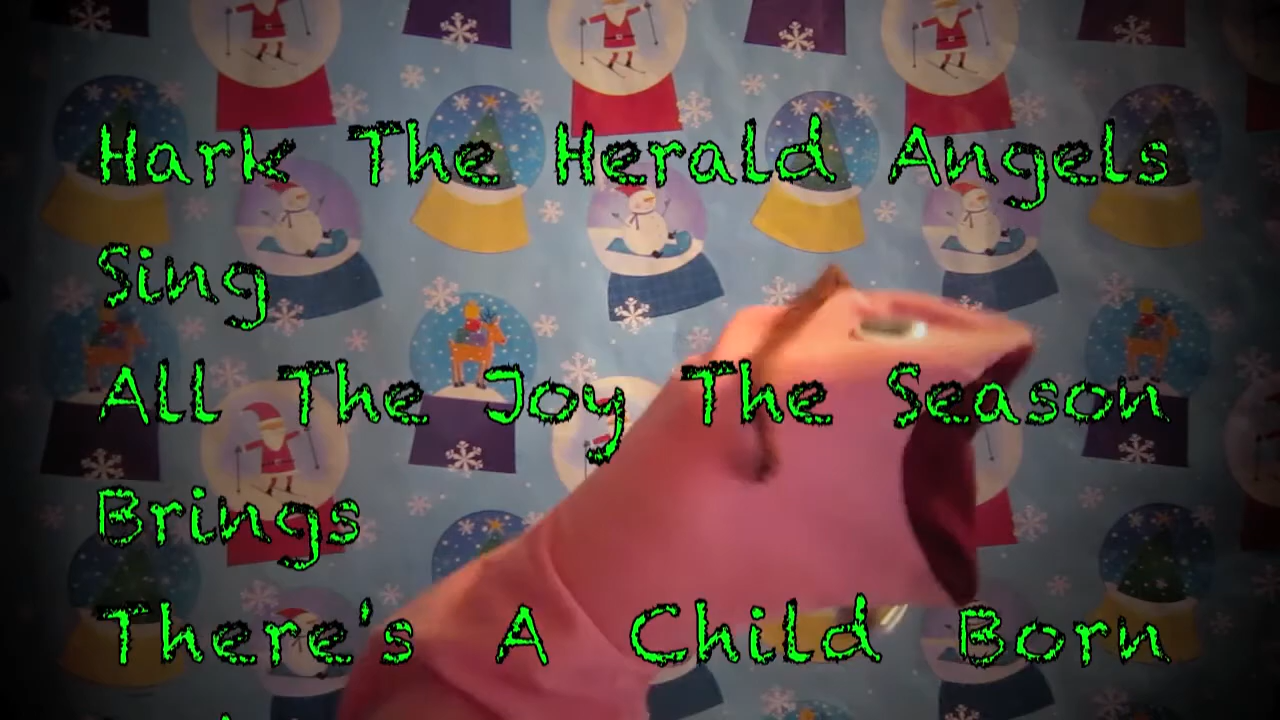 Hark The Herald Angels
Sing
All The Joy The Season
Brings
There's A Child Born